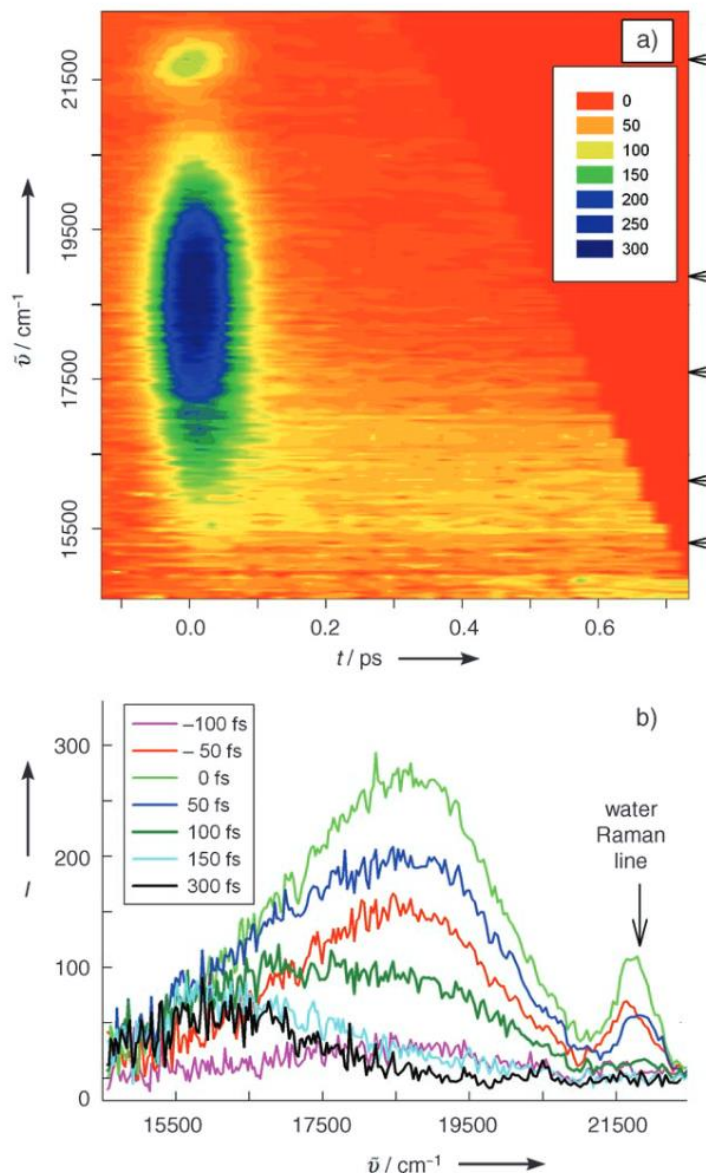 a)
21500
19500
17500
15500
ῡ / cm⁻¹
0
50
100
150
200
250
300
0.0
0.2
0.4
0.6
t / ps
b)
300
200
100
0
I
−100 fs
− 50 fs
0 fs
50 fs
100 fs
150 fs
300 fs
water
Raman
line
15500
17500
19500
21500
ῡ / cm⁻¹